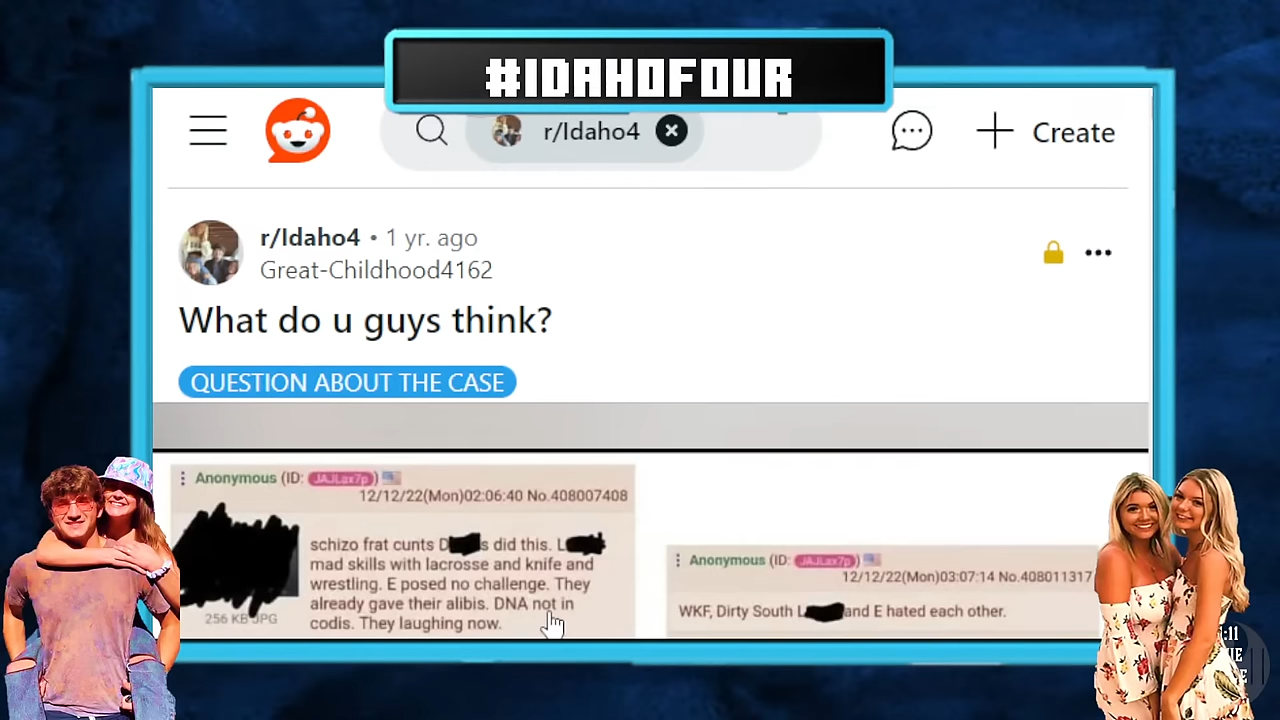 #IDAHOFOUR
r/Idaho4
Create
r/Idaho4 • 1 yr. ago
Great-Childhood4162
What do u guys think?
QUESTION ABOUT THE CASE
Anonymous (ID: JAJLax7p)
12/12/22(Mon)02:06:40 No.408007408
schizo frat cunts D s did this. L
mad skills with lacrosse and knife and
wrestling. E posed no challenge. They
already gave their alibis. DNA not in
codis. They laughing now.
256 KB JPG
Anonymous (ID: JAJLax7p)
12/12/22(Mon)03:07:14 No.408011317
WKF, Dirty South L and E hated each other.
:11